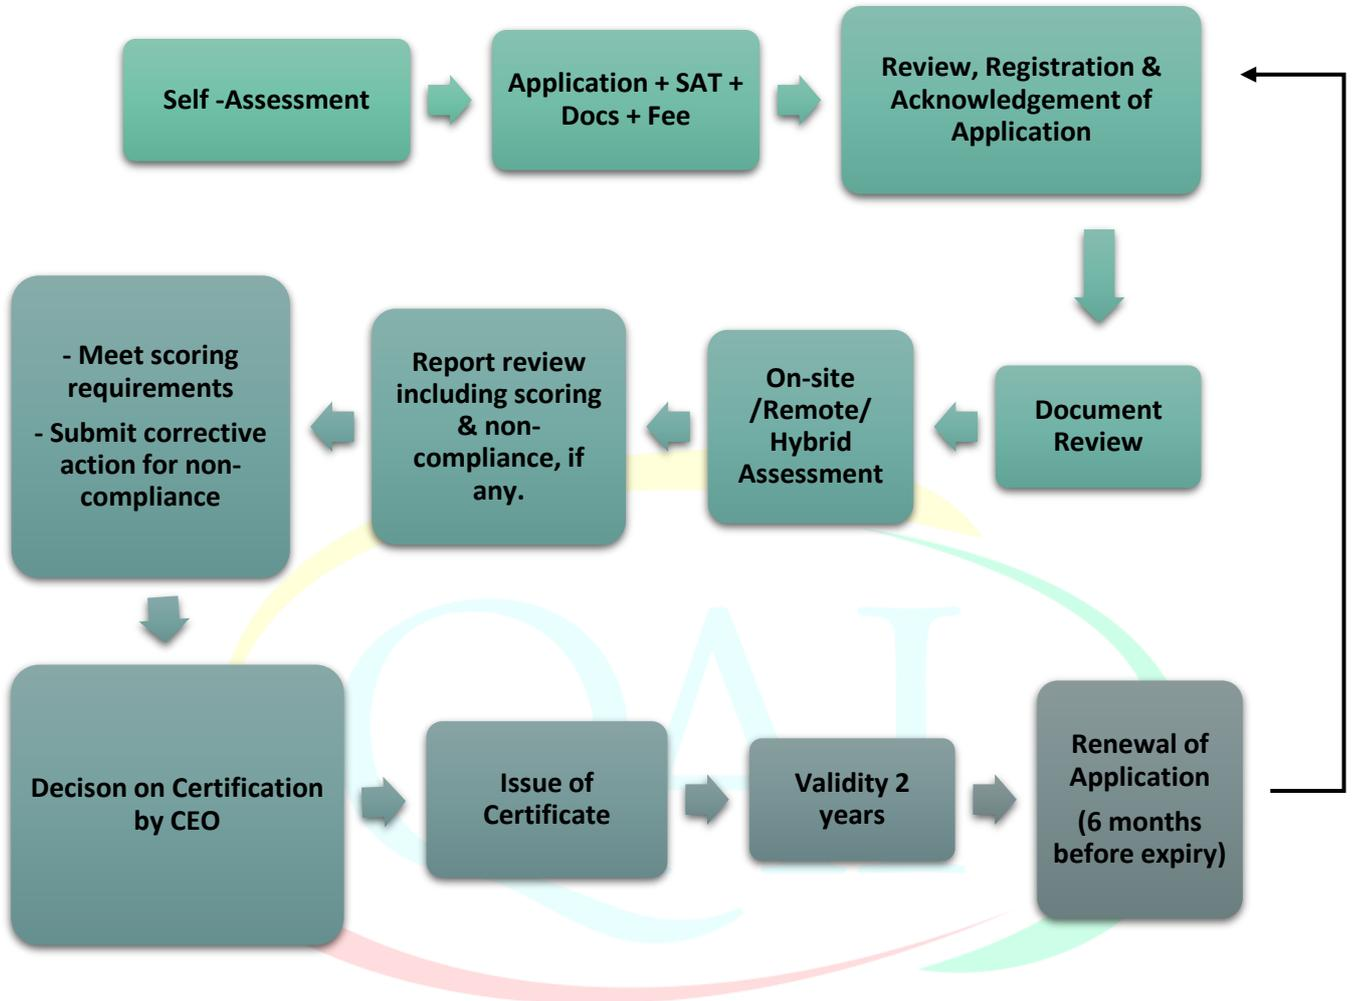 Self -Assessment
Application + SAT +
Docs + Fee
Review, Registration &
Acknowledgement of
Application
Document
Review
On-site
/Remote/
Hybrid
Assessment
Report review
including scoring
& non-
compliance, if
any.
- Meet scoring
requirements
- Submit corrective
action for non-
compliance
Decison on Certification
by CEO
Issue of
Certificate
Validity 2
years
Renewal of
Application
(6 months
before expiry)
QAI